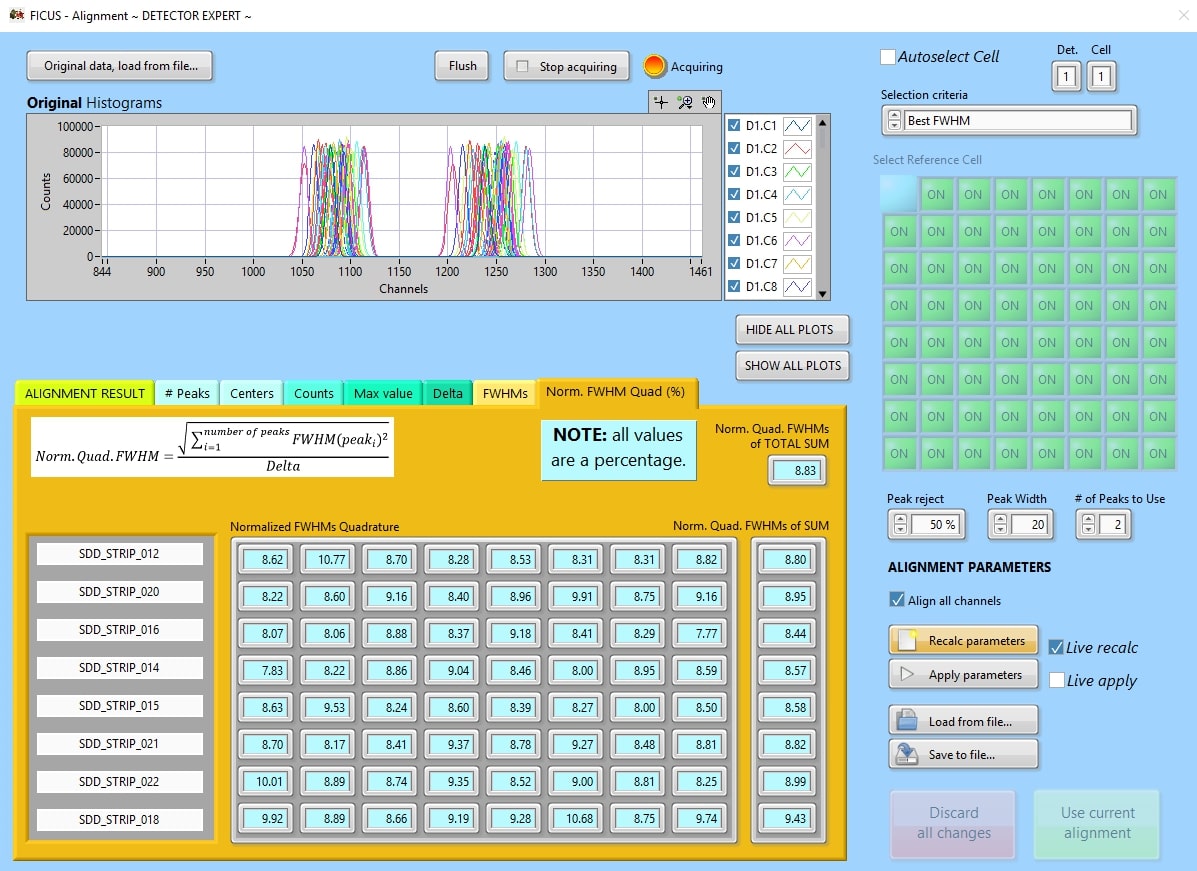 FICUS - Alignment ~ DETECTOR EXPERT ~
Original data, load from file...
Flush
Stop acquiring
Acquiring
Autoselect Cell
Det.
Cell
1
1
Selection criteria
Best FWHM
Original Histograms
Counts
100000
80000
60000
40000
20000
0
844 900 950 1000 1050 1100 1150 1200 1250 1300 1350 1400 1461
Channels
D1.C1
D1.C2
D1.C3
D1.C4
D1.C5
D1.C6
D1.C7
D1.C8
HIDE ALL PLOTS
SHOW ALL PLOTS
Select Reference Cell
ON ON ON ON ON ON ON
ON ON ON ON ON ON ON ON
ON ON ON ON ON ON ON ON
ON ON ON ON ON ON ON ON
ON ON ON ON ON ON ON ON
ON ON ON ON ON ON ON ON
ON ON ON ON ON ON ON ON
ON ON ON ON ON ON ON ON
Peak reject
50 %
Peak Width
20
# of Peaks to Use
2
ALIGNMENT RESULT
# Peaks
Centers
Counts
Max value
Delta
FWHMs
Norm. FWHM Quad (%)
Norm. Quad. FWHM = √∑ number of peaks i=1 FWHM(peak i)² / Delta
NOTE: all values
are a percentage.
Norm. Quad. FWHMs
of TOTAL SUM
8.83
Normalized FWHMs Quadrature
Norm. Quad. FWHMs of SUM
SDD_STRIP_012 8.62 10.77 8.70 8.28 8.53 8.31 8.31 8.82 8.80
SDD_STRIP_020 8.22 8.60 9.16 8.40 8.96 9.91 8.75 9.16 8.95
SDD_STRIP_016 8.07 8.06 8.88 8.37 9.18 8.41 8.29 7.77 8.44
SDD_STRIP_014 7.83 8.22 8.86 9.04 8.46 8.00 8.95 8.59 8.57
SDD_STRIP_015 8.63 9.53 8.24 8.60 8.39 8.27 8.00 8.50 8.58
SDD_STRIP_021 8.70 8.17 8.41 9.37 8.78 9.27 8.48 8.81 8.82
SDD_STRIP_022 10.01 8.89 8.74 9.35 8.52 9.00 8.81 8.25 8.99
SDD_STRIP_018 9.92 8.89 8.66 9.19 9.28 10.68 8.75 9.74 9.43
ALIGNMENT PARAMETERS
Align all channels
Recalc parameters
Live recalc
Apply parameters
Live apply
Load from file...
Save to file...
Discard
all changes
Use current
alignment